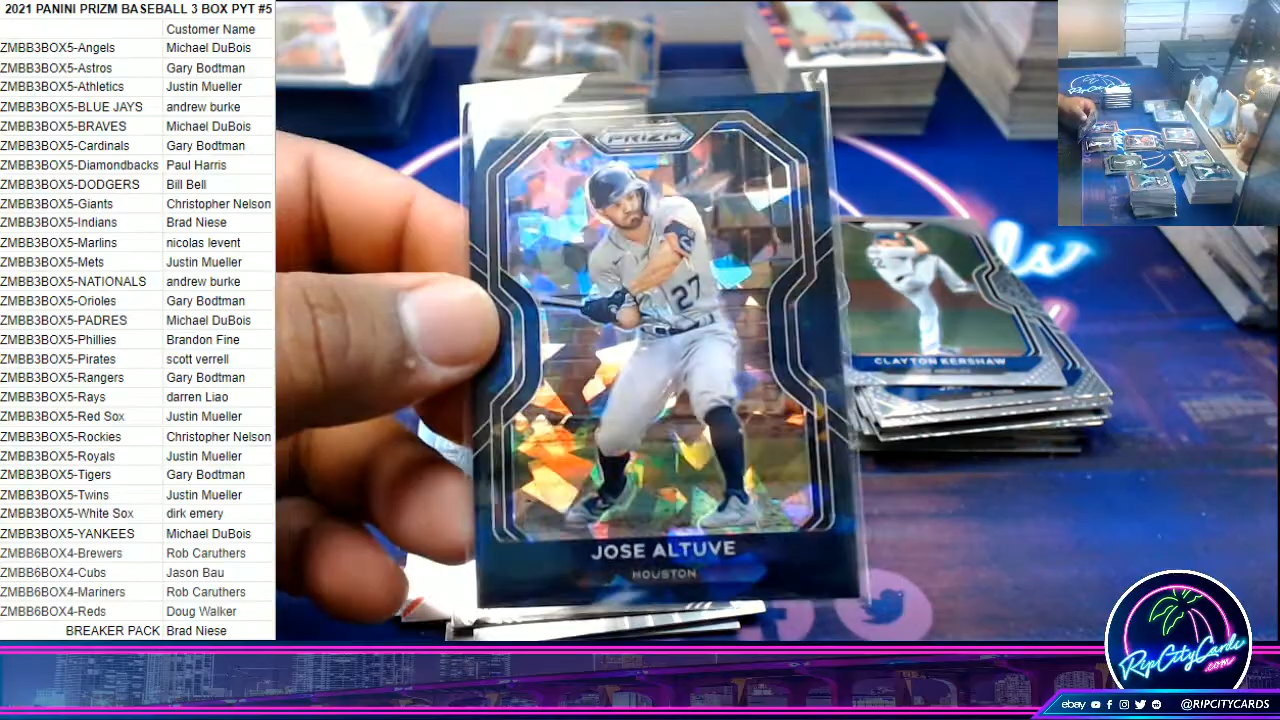 2021 PANINI PRIZM BASEBALL 3 BOX PYT #5
Customer Name
ZMBB3BOX5-Angels Michael DuBois
ZMBB3BOX5-Astros Gary Bodtman
ZMBB3BOX5-Athletics Justin Mueller
ZMBB3BOX5-BLUE JAYS andrew burke
ZMBB3BOX5-BRAVES Michael DuBois
ZMBB3BOX5-Cardinals Gary Bodtman
ZMBB3BOX5-Diamondbacks Paul Harris
ZMBB3BOX5-DODGERS Bill Bell
ZMBB3BOX5-Giants Christopher Nelson
ZMBB3BOX5-Indians Brad Niese
ZMBB3BOX5-Marlins nicolas levent
ZMBB3BOX5-Mets Justin Mueller
ZMBB3BOX5-NATIONALS andrew burke
ZMBB3BOX5-Orioles Gary Bodtman
ZMBB3BOX5-PADRES Michael DuBois
ZMBB3BOX5-Phillies Brandon Fine
ZMBB3BOX5-Pirates scott verrell
ZMBB3BOX5-Rangers Gary Bodtman
ZMBB3BOX5-Rays darren Liao
ZMBB3BOX5-Red Sox Justin Mueller
ZMBB3BOX5-Rockies Christopher Nelson
ZMBB3BOX5-Royals Justin Mueller
ZMBB3BOX5-Tigers Gary Bodtman
ZMBB3BOX5-Twins Justin Mueller
ZMBB3BOX5-White Sox dirk emery
ZMBB3BOX5-YANKEES Michael DuBois
ZMBB6BOX4-Brewers Rob Caruthers
ZMBB6BOX4-Cubs Jason Bau
ZMBB6BOX4-Mariners Rob Caruthers
ZMBB6BOX4-Reds Doug Walker
BREAKER PACK Brad Niese
PRIZM
27
JOSE ALTUVE
HOUSTON
CLAYTON KERSHAW
RipCityCards
.com
ebay @RIPCITYCARDS